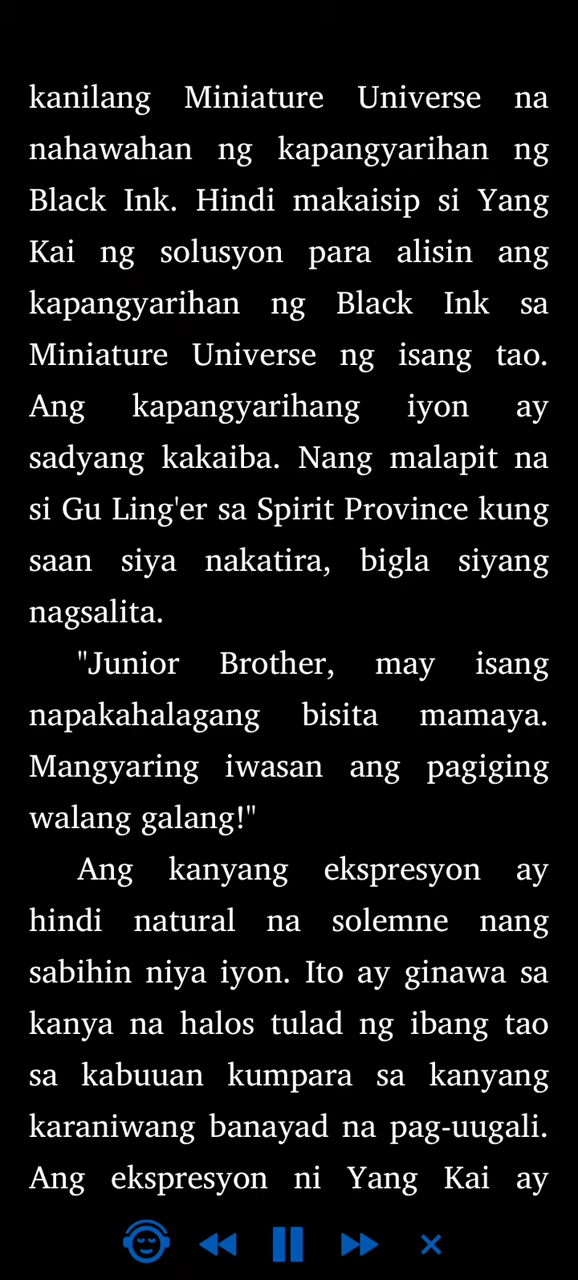 kanilang Miniature Universe na
nahawahan ng kapangyarihan ng
Black Ink. Hindi makaisip si Yang
Kai ng solusyon para alisin ang
kapangyarihan ng Black Ink sa
Miniature Universe ng isang tao.
Ang kapangyarihang iyon ay
sadyang kakaiba. Nang malapit na
si Gu Ling'er sa Spirit Province kung
saan siya nakatira, bigla siyang
nagsalita.
"Junior Brother, may isang
napakahalagang bisita mamaya.
Mangyaring iwasan ang pagiging
walang galang!"
Ang kanyang ekspresyon ay
hindi natural na solemne nang
sabihin niya iyon. Ito ay ginawa sa
kanya na halos tulad ng ibang tao
sa kabuuan kumpara sa kanyang
karaniwang banayad na pag-uugali.
Ang ekspresyon ni Yang Kai ay